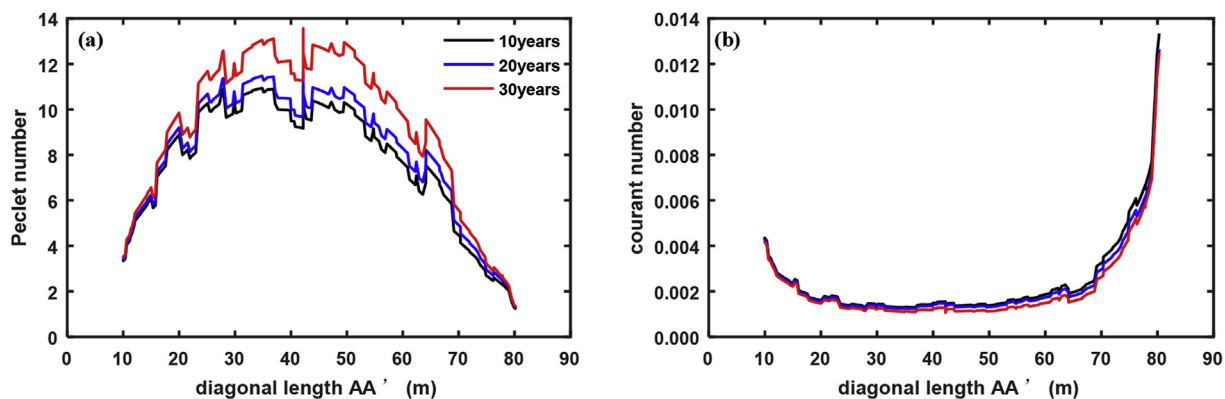 (a)
10years
20years
30years
Peclet number
14
12
10
8
6
4
2
0
0 10 20 30 40 50 60 70 80 90
diagonal length AA ′ (m)
(b)
courant number
0.014
0.012
0.010
0.008
0.006
0.004
0.002
0.000
0 10 20 30 40 50 60 70 80 90
diagonal length AA ′ (m)